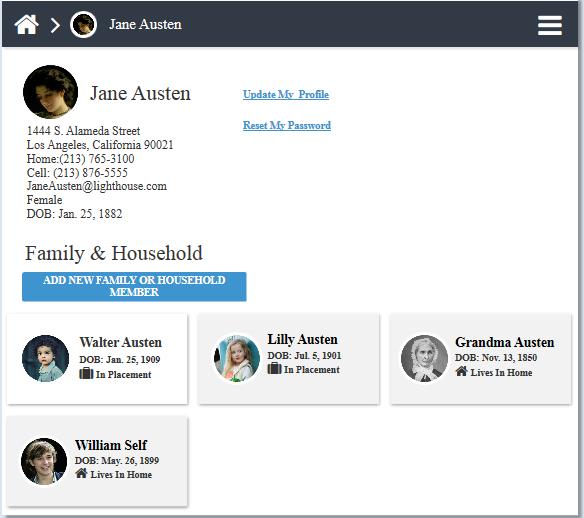 Jane Austen
Jane Austen
Update My Profile
Reset My Password
1444 S. Alameda Street
Los Angeles, California 90021
Home:(213) 765-3100
Cell: (213) 876-5555
JaneAusten@lighthouse.com
Female
DOB: Jan. 25, 1882
Family & Household
ADD NEW FAMILY OR HOUSEHOLD
MEMBER
Walter Austen
DOB: Jan. 25, 1909
In Placement
Lilly Austen
DOB: Jul. 5, 1901
In Placement
Grandma Austen
DOB: Nov. 13, 1850
Lives In Home
William Self
DOB: May. 26, 1899
Lives In Home